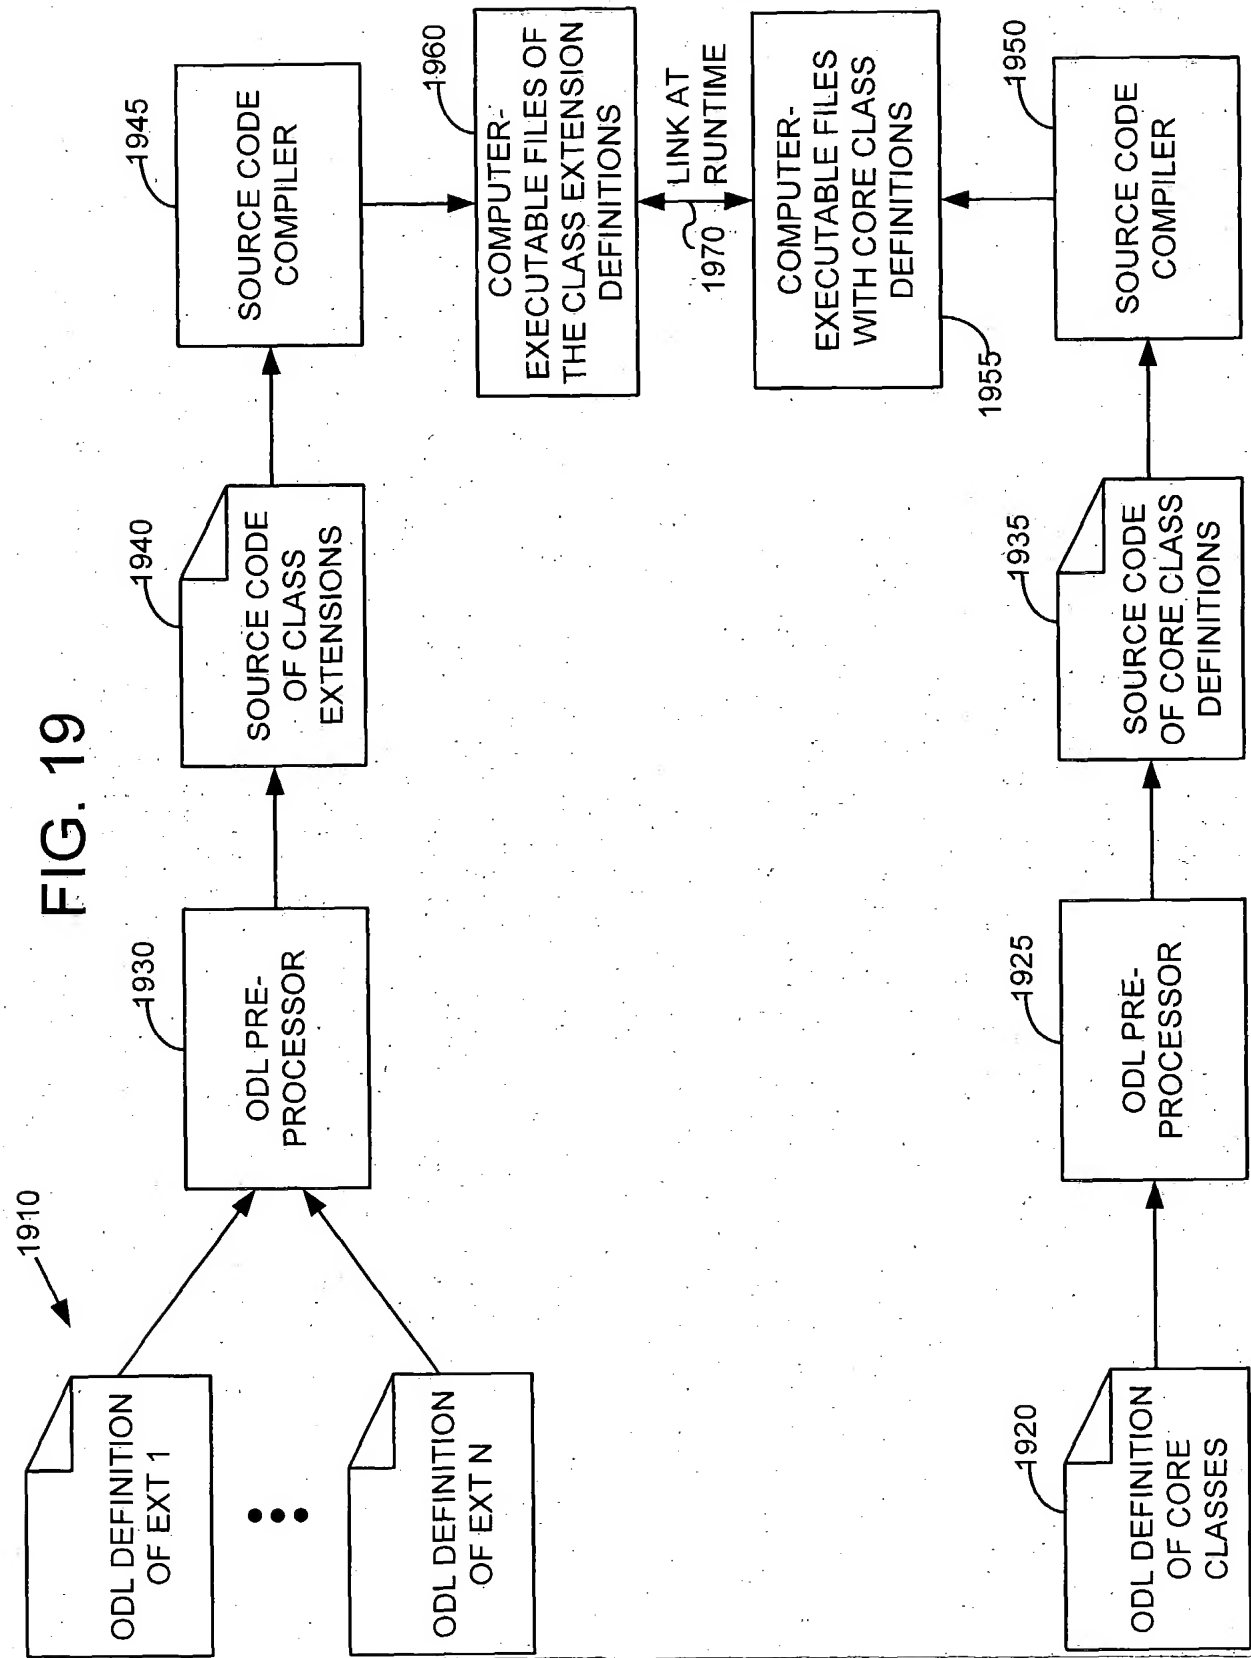 FIG. 19
1910
ODL DEFINITION
OF EXT 1
ODL DEFINITION
OF EXT N
1930
ODL PRE-
PROCESSOR
1940
SOURCE CODE
OF CLASS
EXTENSIONS
1945
SOURCE CODE
COMPILER
1960
COMPUTER-
EXECUTABLE FILES OF
THE CLASS EXTENSION
DEFINITIONS
1970
LINK AT
RUNTIME
COMPUTER-
EXECUTABLE FILES
WITH CORE CLASS
DEFINITIONS
1955
1920
ODL DEFINITION
OF CORE
CLASSES
1925
ODL PRE-
PROCESSOR
1935
SOURCE CODE
OF CORE CLASS
DEFINITIONS
1950
SOURCE CODE
COMPILER